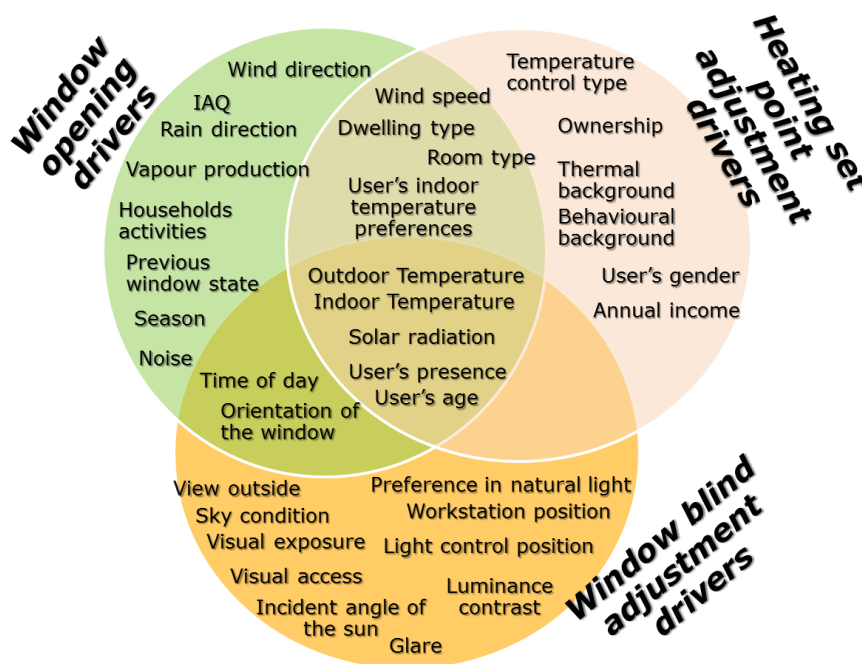 Window
opening
drivers
Heating set
point
adjustment
drivers
Window blind
adjustment
drivers
Wind direction
IAQ
Rain direction
Vapour production
Households
activities
Previous
window state
Season
Noise
Wind speed
Dwelling type
Room type
User's indoor
temperature
preferences
Temperature
control type
Ownership
Thermal
background
Behavioural
background
User's gender
Annual income
Outdoor Temperature
Indoor Temperature
Solar radiation
User's presence
User's age
Time of day
Orientation of
the window
View outside
Sky condition
Visual exposure
Visual access
Incident angle of
the sun
Glare
Preference in natural light
Workstation position
Light control position
Luminance
contrast